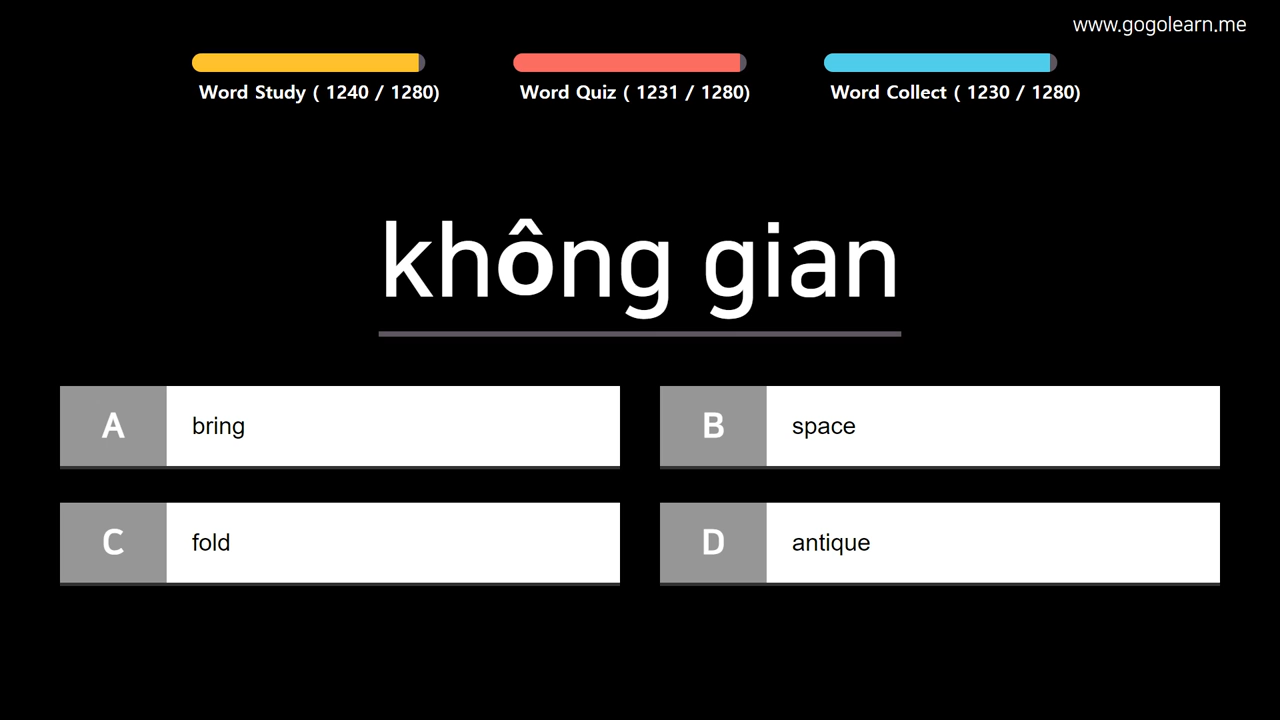 www.gogolearn.me
Word Study ( 1240 / 1280)
Word Quiz ( 1231 / 1280)
Word Collect ( 1230 / 1280)
không gian
A bring
B space
C fold
D antique